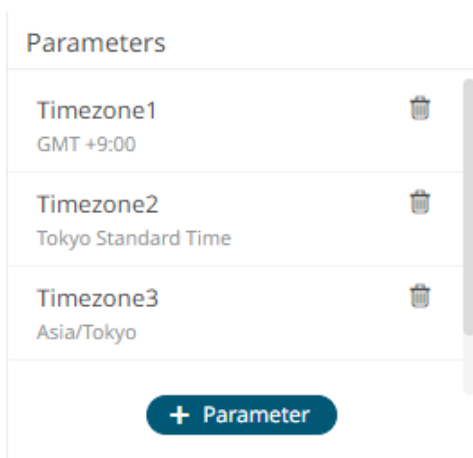 Parameters
Timezone1
GMT +9:00
Timezone2
Tokyo Standard Time
Timezone3
Asia/Tokyo
+ Parameter